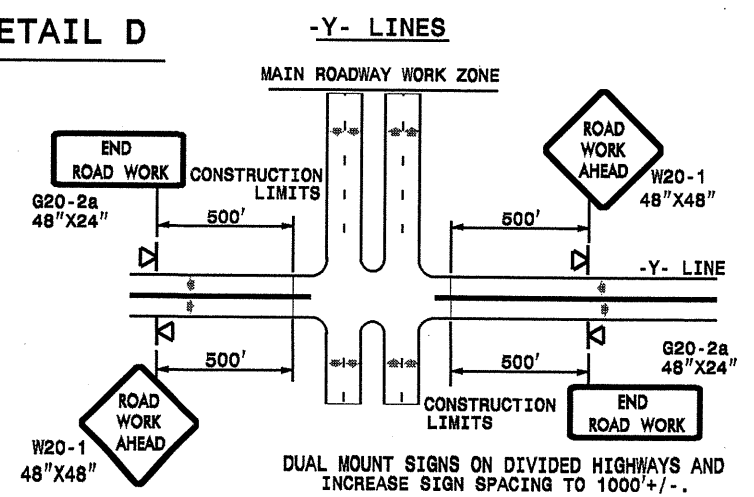 ETAIL D
-Y- LINES
MAIN ROADWAY WORK ZONE
END
ROAD WORK
G20-2a
48"X24"
CONSTRUCTION
LIMITS
500'
500'
ROAD
WORK
AHEAD
W20-1
48"X48"
-Y- LINE
500'
500'
ROAD
WORK
AHEAD
W20-1
48"X48"
CONSTRUCTION
LIMITS
G20-2a
48"X24"
END
ROAD WORK
DUAL MOUNT SIGNS ON DIVIDED HIGHWAYS AND
INCREASE SIGN SPACING TO 1000'+/-.